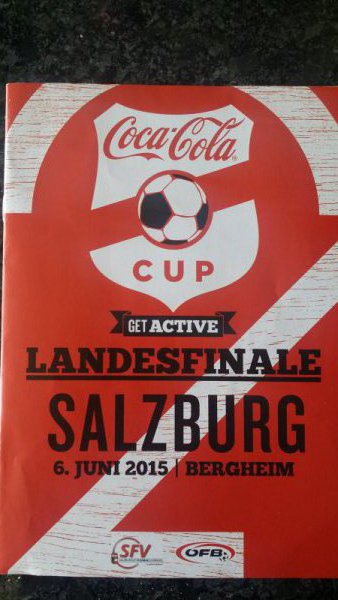 Coca-Cola
CUP
GET ACTIVE
LANDESFINALE
SALZBURG
6. JUNI 2015 | BERGHEIM
SFV
ÖFB